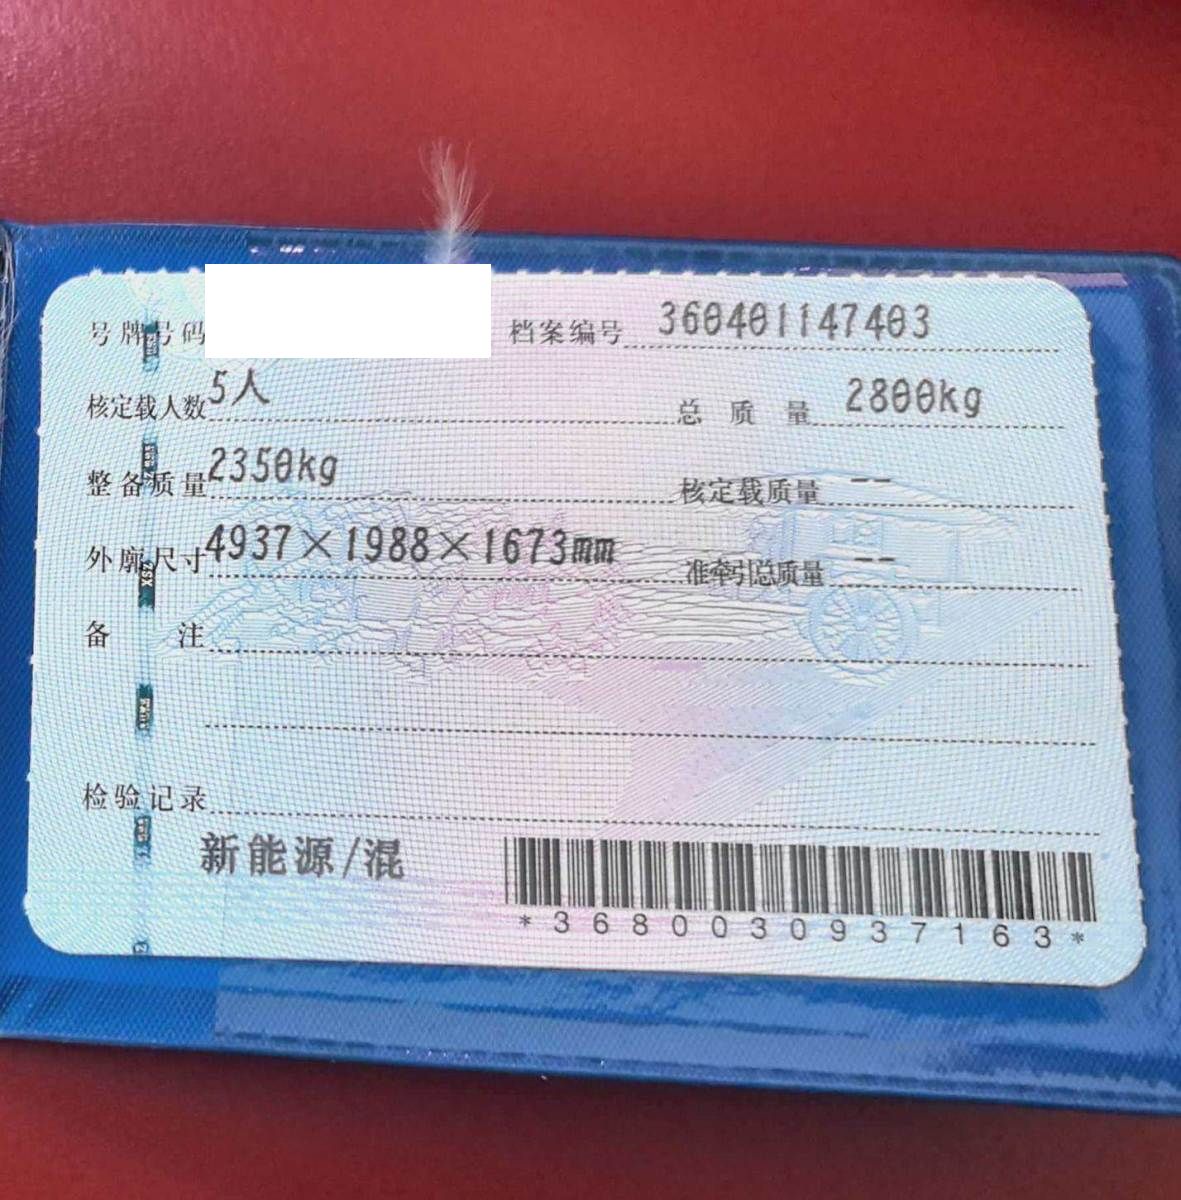 号牌号码 档案编号 360401147403
核定载人数 5人 总质量 2800kg
整备质量 2350kg 核定载质量 --
外廓尺寸 4937×1988×1673mm 准牵引总质量 --
备注
检验记录
新能源/混
*3680030937163*